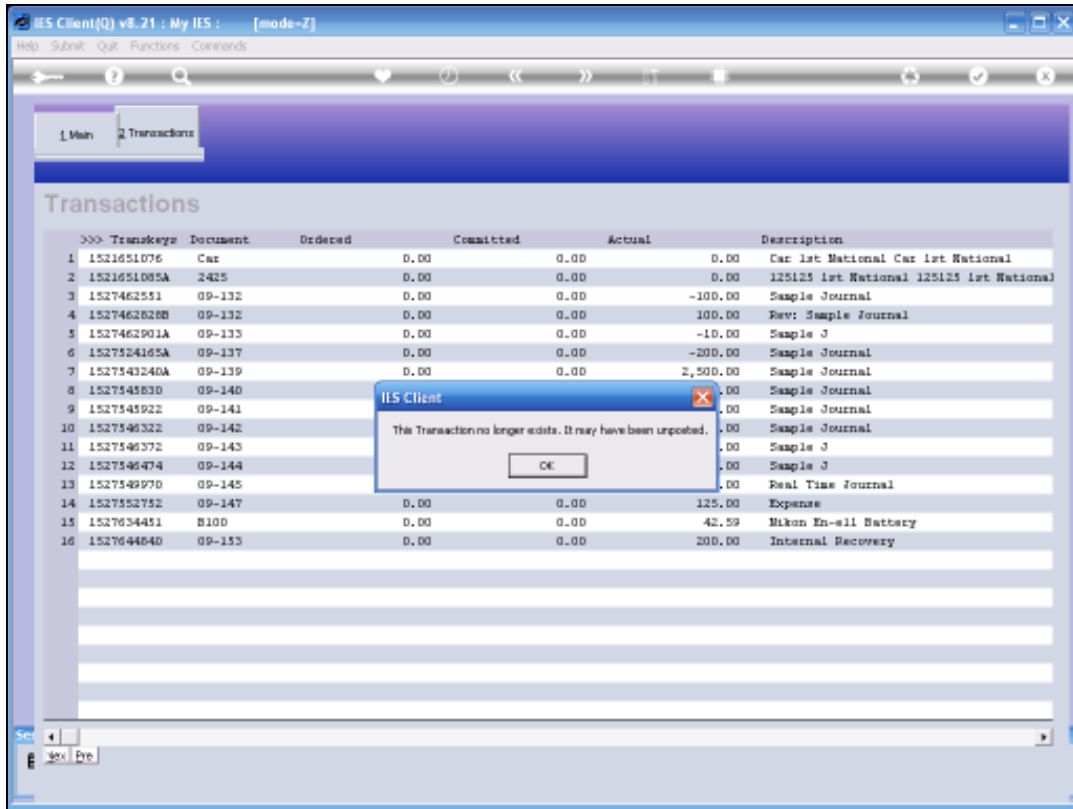 IES Client(Q) v8.21 : My IES : [mode=Z]
Help Submit Quit Functions Commands
1 Main 2 Transactions
Transactions
>>> Transkeys Document Ordered Committed Actual Description
1 1521651076 Car 0.00 0.00 0.00 Car 1st National Car 1st National
2 1521651085A 2425 0.00 0.00 0.00 125125 1st National 125125 1st National
3 1527462551 09-132 0.00 0.00 -100.00 Sample Journal
4 1527462828B 09-132 0.00 0.00 100.00 Rev: Sample Journal
5 1527462901A 09-133 0.00 0.00 -10.00 Sample J
6 1527524165A 09-137 0.00 0.00 -200.00 Sample Journal
7 1527543240A 09-139 0.00 0.00 2,500.00 Sample Journal
8 1527545830 09-140 .00 Sample Journal
9 1527545922 09-141 .00 Sample Journal
10 1527546322 09-142 .00 Sample Journal
11 1527546372 09-143 .00 Sample J
12 1527546474 09-144 .00 Sample J
13 1527549970 09-145 .00 Real Time Journal
14 1527552752 09-147 0.00 0.00 125.00 Expense
15 1527634451 B100 0.00 0.00 42.59 Nikon En-el1 Battery
16 1527644840 09-153 0.00 0.00 200.00 Internal Recovery
IES Client
This Transaction no longer exists. It may have been unposted.
OK
Pre